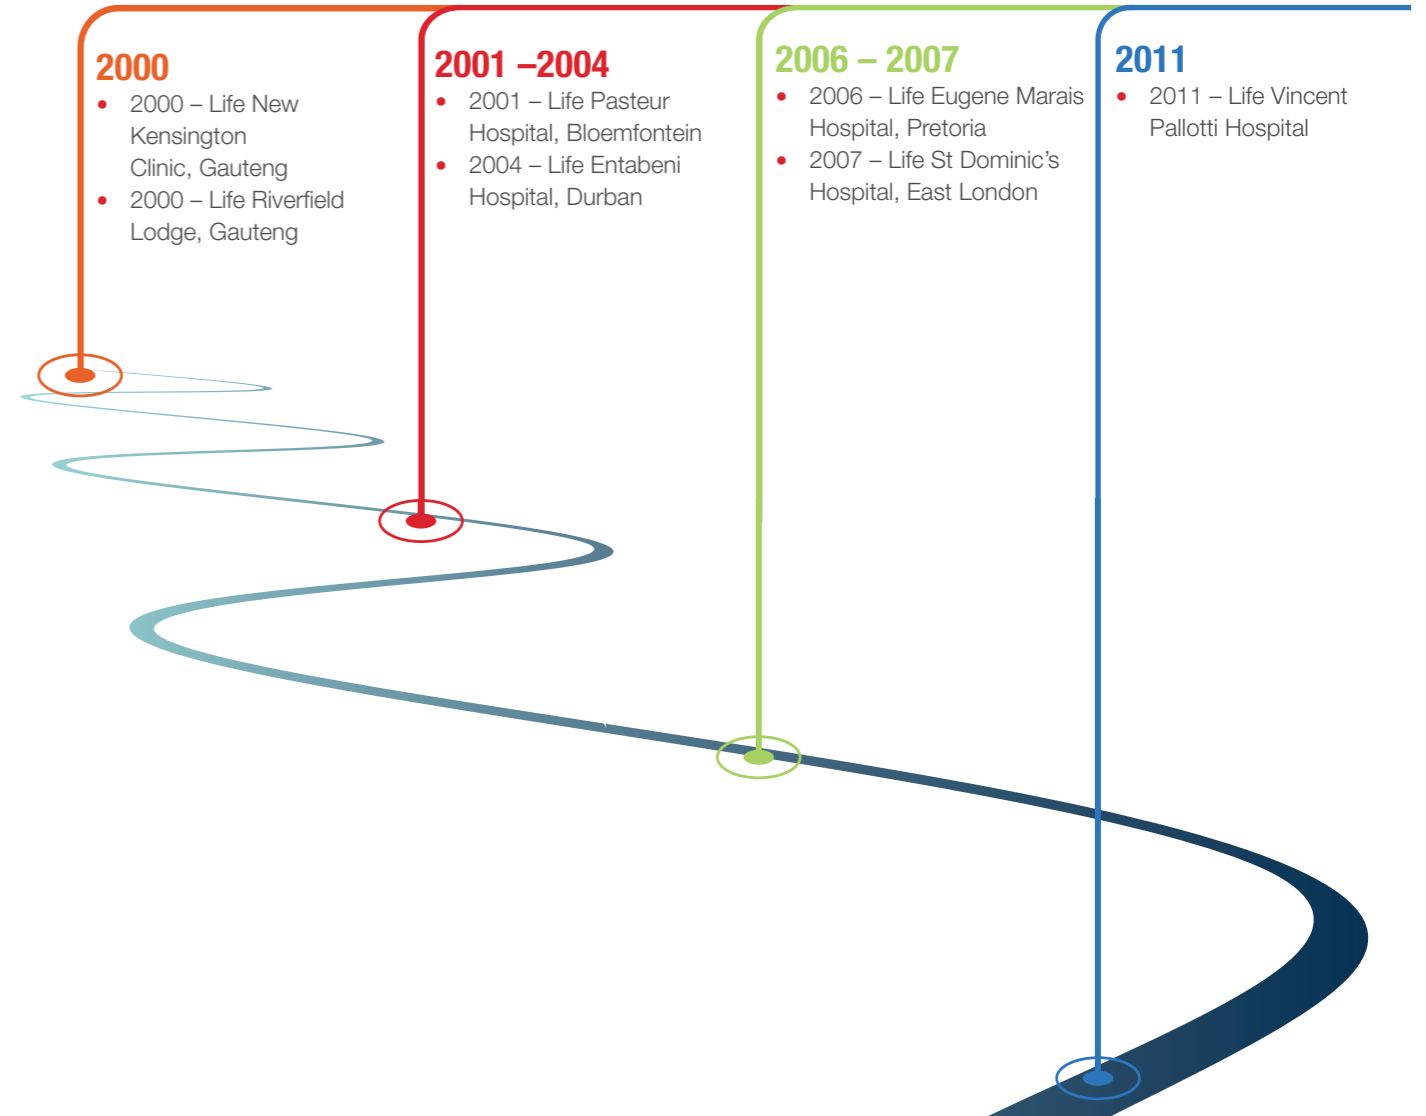 2000
• 2000 – Life New
Kensington
Clinic, Gauteng
• 2000 – Life Riverfield
Lodge, Gauteng
2001 –2004
• 2001 – Life Pasteur
Hospital, Bloemfontein
• 2004 – Life Entabeni
Hospital, Durban
2006 – 2007
• 2006 – Life Eugene Marais
Hospital, Pretoria
• 2007 – Life St Dominic’s
Hospital, East London
2011
• 2011 – Life Vincent
Pallotti Hospital